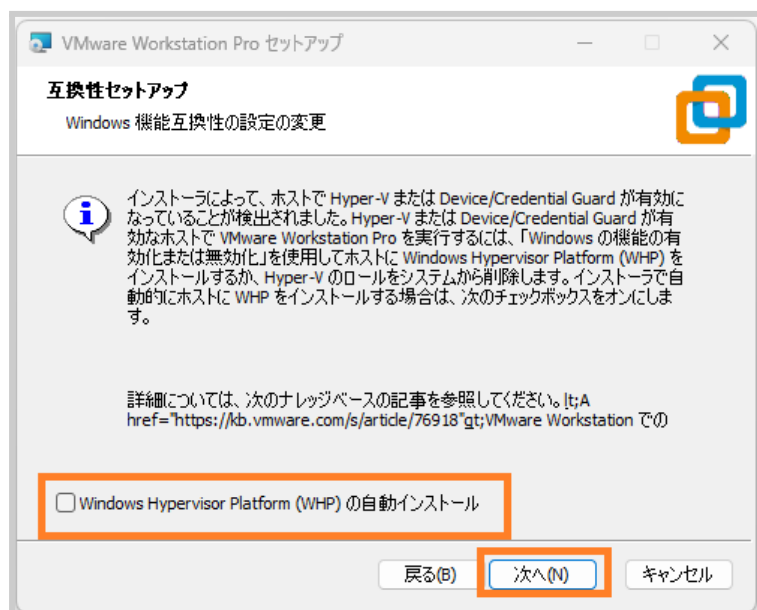 VMware Workstation Pro セットアップ
互換性セットアップ
Windows 機能互換性の設定の変更
インストーラによって、ホストで Hyper-V または Device/Credential Guard が有効に
なっていることが検出されました。Hyper-V または Device/Credential Guard が有
効なホストで VMware Workstation Pro を実行するには、「Windows の機能の有
効化または無効化」を使用してホストに Windows Hypervisor Platform (WHP) を
インストールするか、Hyper-V のロールをシステムから削除します。インストーラで自
動的にホストに WHP をインストールする場合は、次のチェックボックスをオンにしま
す。
詳細については、次のナレッジベースの記事を参照してください。lt;A
href="https://kb.vmware.com/s/article/76918"gt;VMware Workstation での
Windows Hypervisor Platform (WHP) の自動インストール
戻る(B) 次へ(N) キャンセル